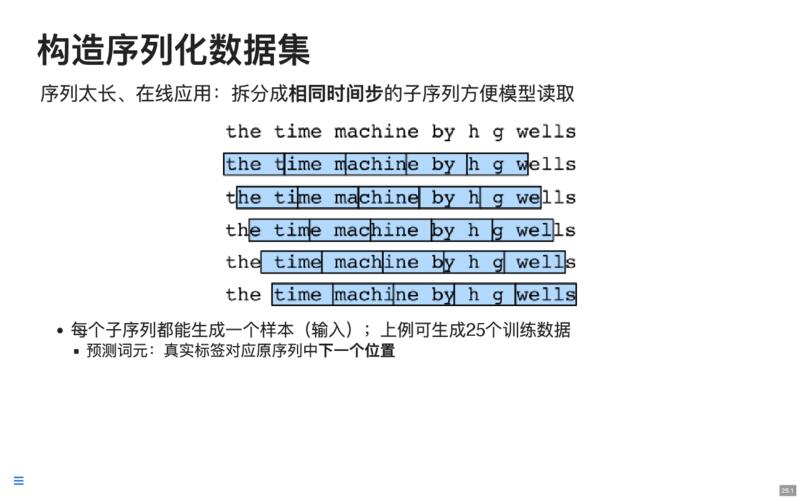 构造序列化数据集
序列太长、在线应用：拆分成相同时间步的子序列方便模型读取
the time machine by h g wells
the time machine by h g wells
the time machine by h g wells
the time machine by h g wells
the time machine by h g wells
the time machine by h g wells
每个子序列都能生成一个样本（输入）；上例可生成25个训练数据
预测词元：真实标签对应原序列中下一个位置
25.1